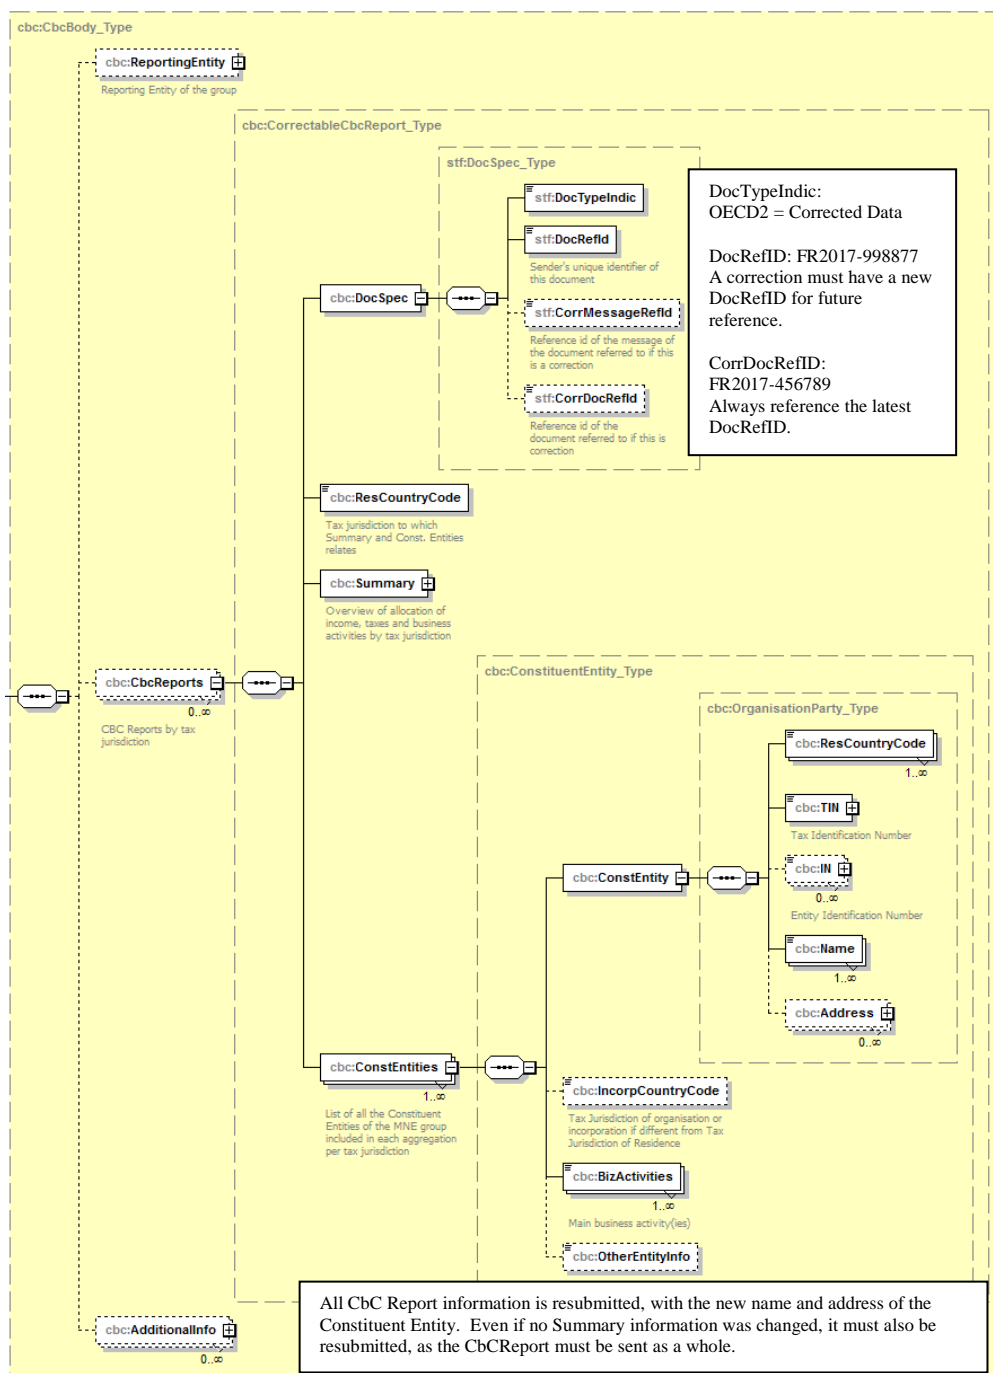 cbc:CbcBody_Type
cbc:ReportingEntity
Reporting Entity of the group
cbc:CorrectableCbcReport_Type
stf:DocSpec_Type
stf:DocTypeIndic
stf:DocRefId
Sender's unique identifier of
this document
cbc:DocSpec
stf:CorrMessageRefId
Reference id of the message of
the document referred to if this
is a correction
stf:CorrDocRefId
Reference id of the
document referred to if this is
correction
DocTypeIndic:
OECD2 = Corrected Data
DocRefID: FR2017-998877
A correction must have a new
DocRefID for future
reference.
CorrDocRefID:
FR2017-456789
Always reference the latest
DocRefID.
cbc:ResCountryCode
Tax jurisdiction to which
Summary and Const. Entities
relates
cbc:Summary
Overview of allocation of
income, taxes and business
activities by tax jurisdiction
cbc:CbcReports
0..∞
CBC Reports by tax
jurisdiction
cbc:ConstituentEntity_Type
cbc:OrganisationParty_Type
cbc:ResCountryCode
1..∞
cbc:TIN
Tax Identification Number
cbc:ConstEntity
cbc:IN
0..∞
Entity Identification Number
cbc:Name
1..∞
cbc:Address
0..∞
cbc:ConstEntities
1..∞
List of all the Constituent
Entities of the MNE group
included in each aggregation
per tax jurisdiction
cbc:IncorpCountryCode
Tax Jurisdiction of organisation or
incorporation if different from Tax
Jurisdiction of Residence
cbc:BizActivities
1..∞
Main business activity(ies)
cbc:OtherEntityInfo
cbc:AdditionalInfo
0..∞
All CbC Report information is resubmitted, with the new name and address of the
Constituent Entity.  Even if no Summary information was changed, it must also be
resubmitted, as the CbCReport must be sent as a whole.